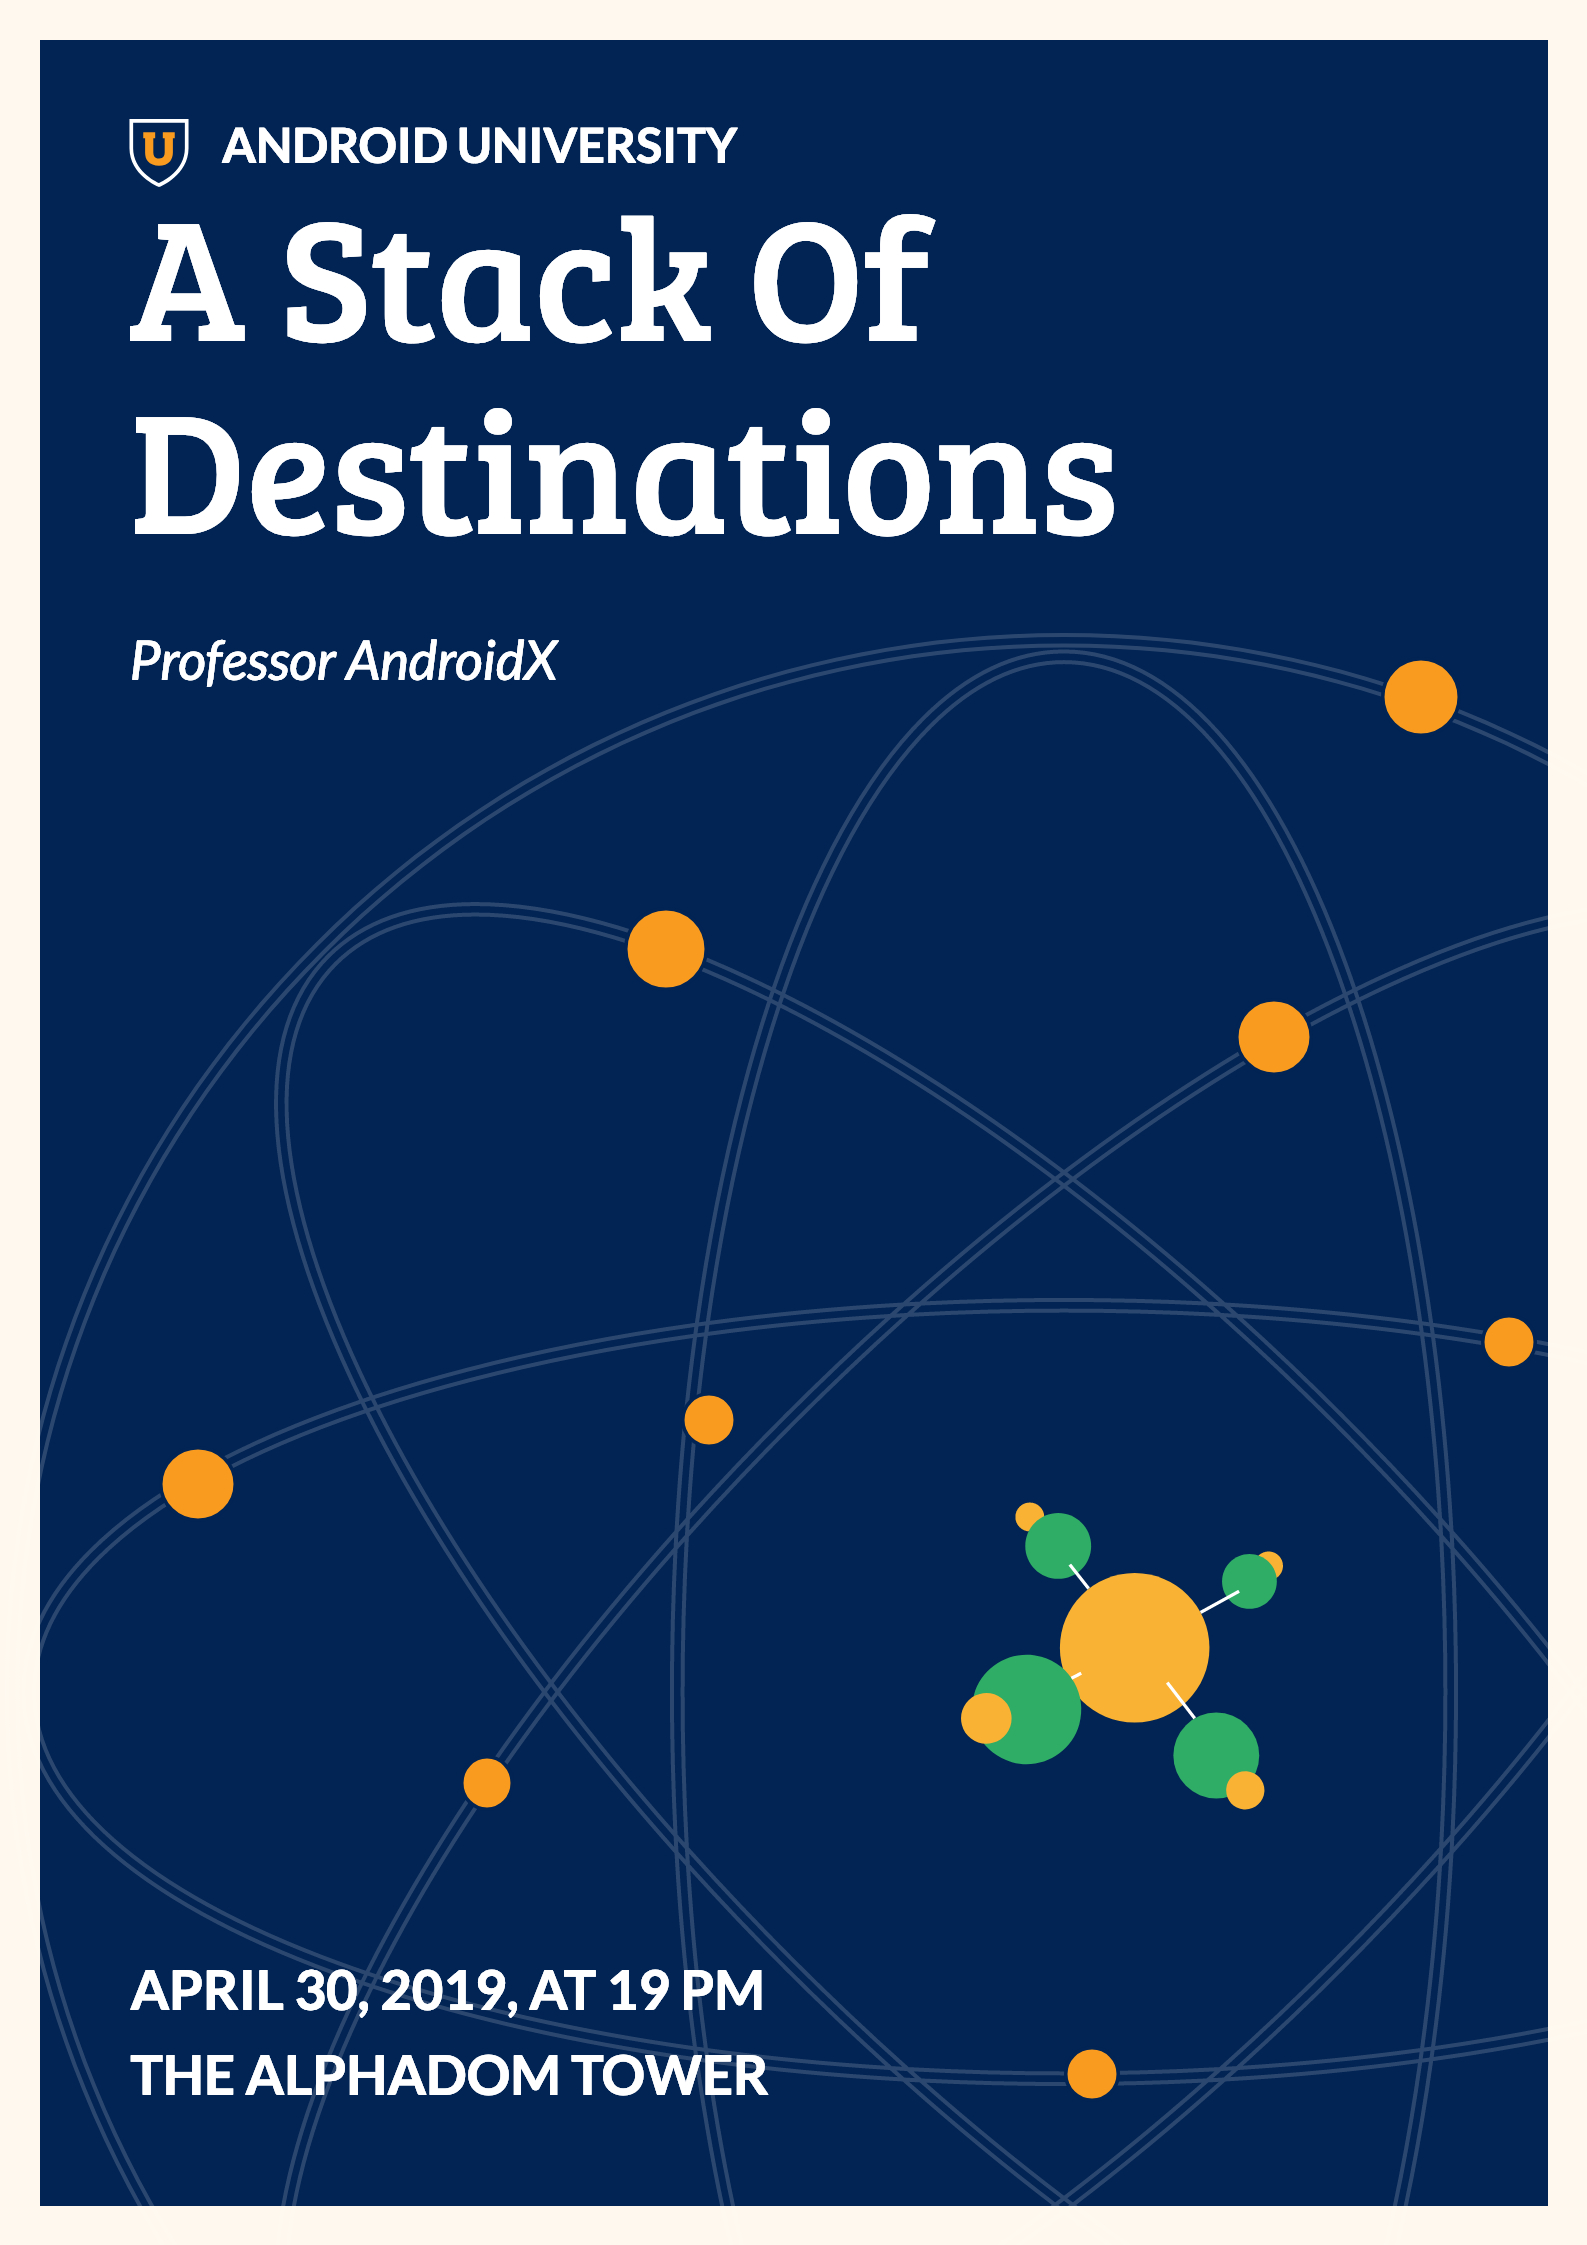 U
ANDROID UNIVERSITY
A Stack Of
Destinations
Professor AndroidX
APRIL 30, 2019, AT 19 PM
THE ALPHADOM TOWER